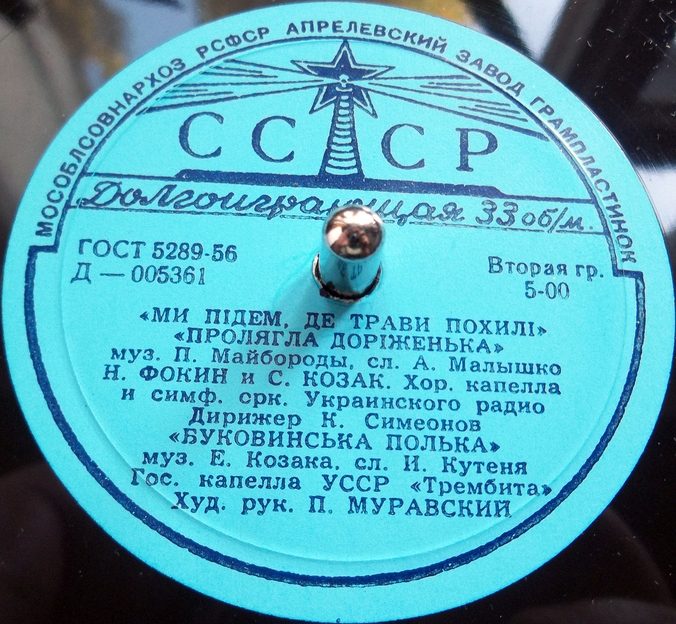 МОСОБЛСОВНАРХОЗ РСФСР АПРЕЛЕВСКИЙ ЗАВОД ГРАМПЛАСТИНОК
СССР
Долгоиграющая 33 об/м.
ГОСТ 5289-56
Д — 005361
Вторая гр.
5-00
«МИ ПІДЕМ, ДЕ ТРАВИ ПОХИЛІ»
«ПРОЛЯГЛА ДОРІЖЕНЬКА»
муз. П. Майбороды, сл. А. Малышко
Н. ФОКИН и С. КОЗАК. Хор. капелла
и симф. срк. Украинского радио
Дирижер К. Симеонов
«БУКОВИНСЬКА ПОЛЬКА»
муз. Е. Козака, сл. И. Кутеня
Гос. капелла УССР «Трембита»
Худ. рук. П. МУРАВСКИЙ